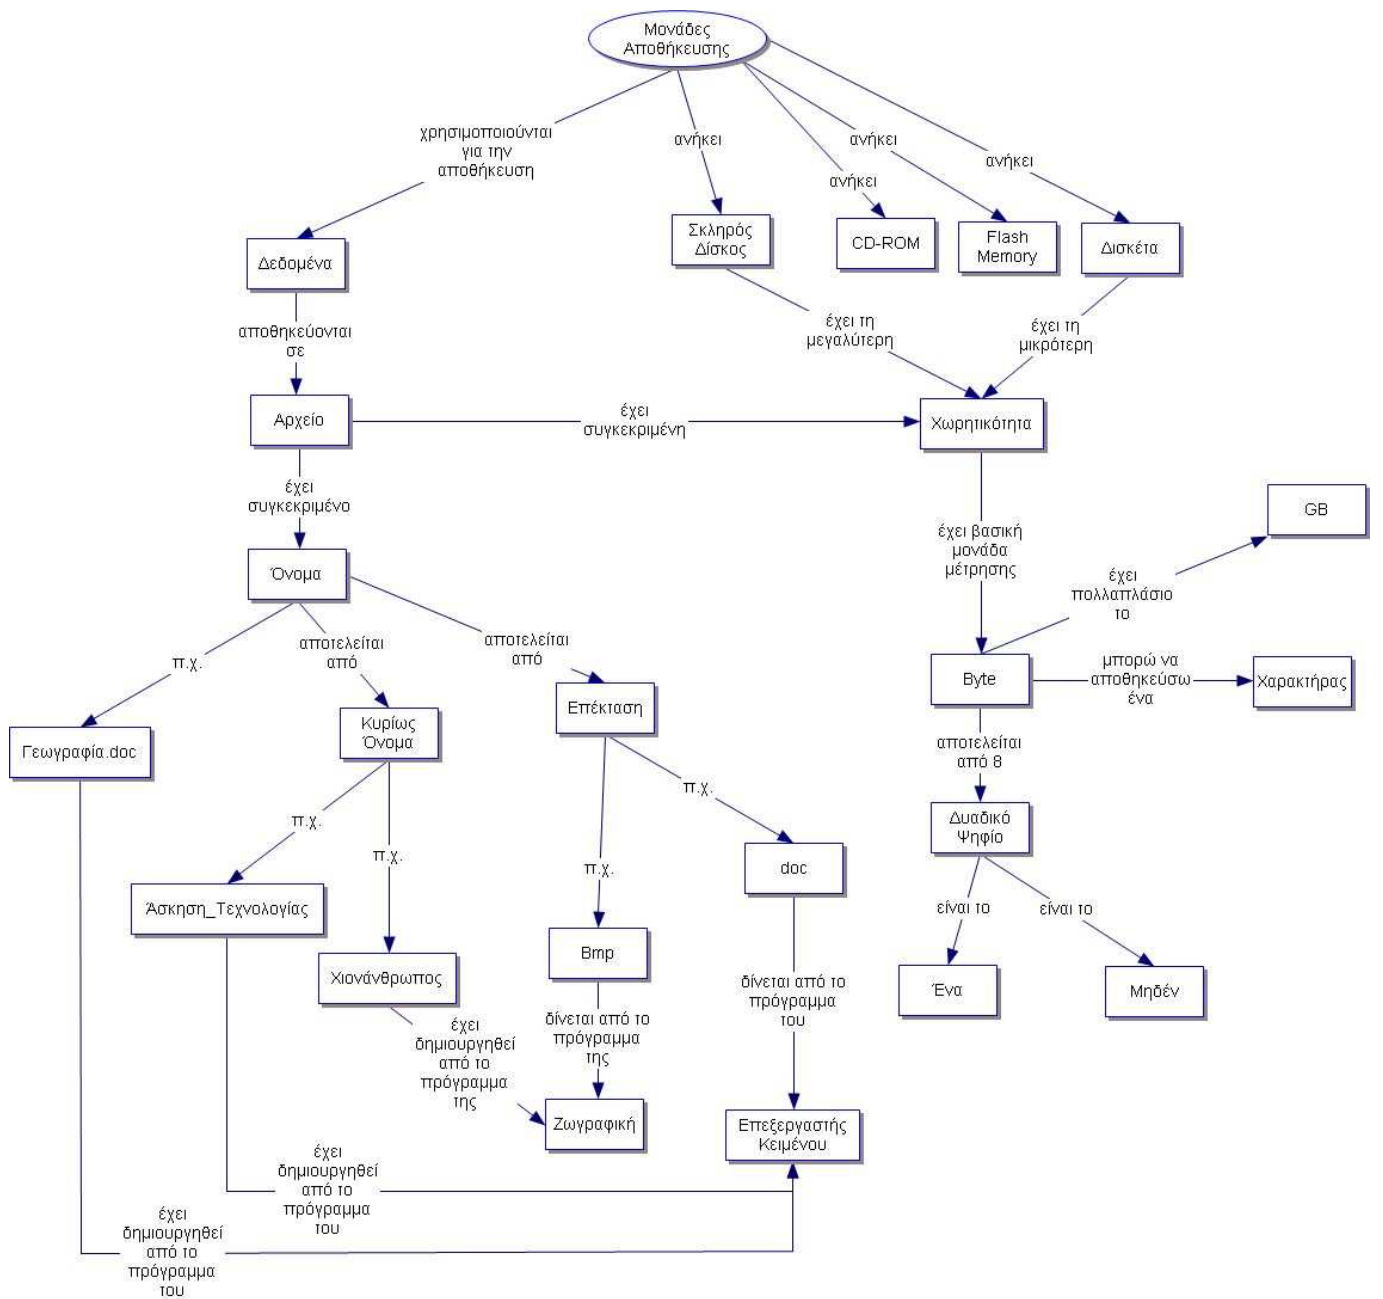 Μονάδες
Αποθήκευσης
χρησιμοποιούνται
για την
αποθήκευση
ανήκει
ανήκει
ανήκει
ανήκει
Σκληρός
Δίσκος
CD-ROM
Flash
Memory
Δισκέτα
Δεδομένα
αποθηκεύονται
σε
έχει τη
μεγαλύτερη
έχει τη
μικρότερη
Αρχείο
έχει
συγκεκριμένη
Χωρητικότητα
έχει
συγκεκριμένο
έχει βασική
μονάδα
μέτρησης
GB
Όνομα
έχει
πολλαπλάσιο
το
π.χ.
αποτελείται
από
αποτελείται
από
Byte
μπορώ να
αποθηκεύσω
ένα
Χαρακτήρας
Γεωγραφία.doc
Κυρίως
Όνομα
Επέκταση
αποτελείται
από 8
π.χ.
π.χ.
π.χ.
π.χ.
Δυαδικό
Ψηφίο
doc
Άσκηση_Τεχνολογίας
είναι το
είναι το
Χιονάνθρωπος
Bmp
Ένα
Μηδέν
έχει
δημιουργηθεί
από το
πρόγραμμα
της
δίνεται από το
πρόγραμμα
της
δίνεται από το
πρόγραμμα
του
Ζωγραφική
Επεξεργαστής
Κειμένου
έχει
δημιουργηθεί
από το
πρόγραμμα
του
έχει
δημιουργηθεί
από το
πρόγραμμα
του